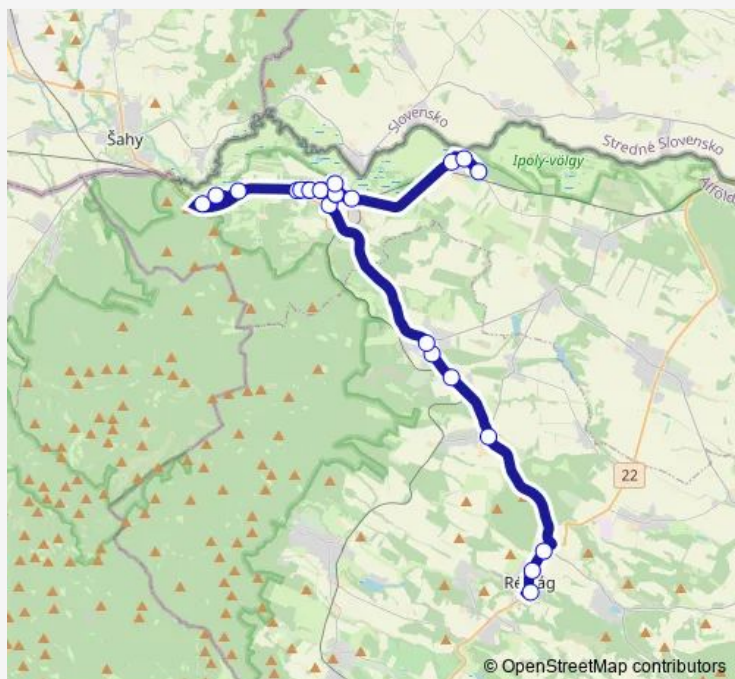 Šahy
Slovensko
Stredné Slovensko
Ipoly-völgy
Alföld
22
© OpenStreetMap contributors